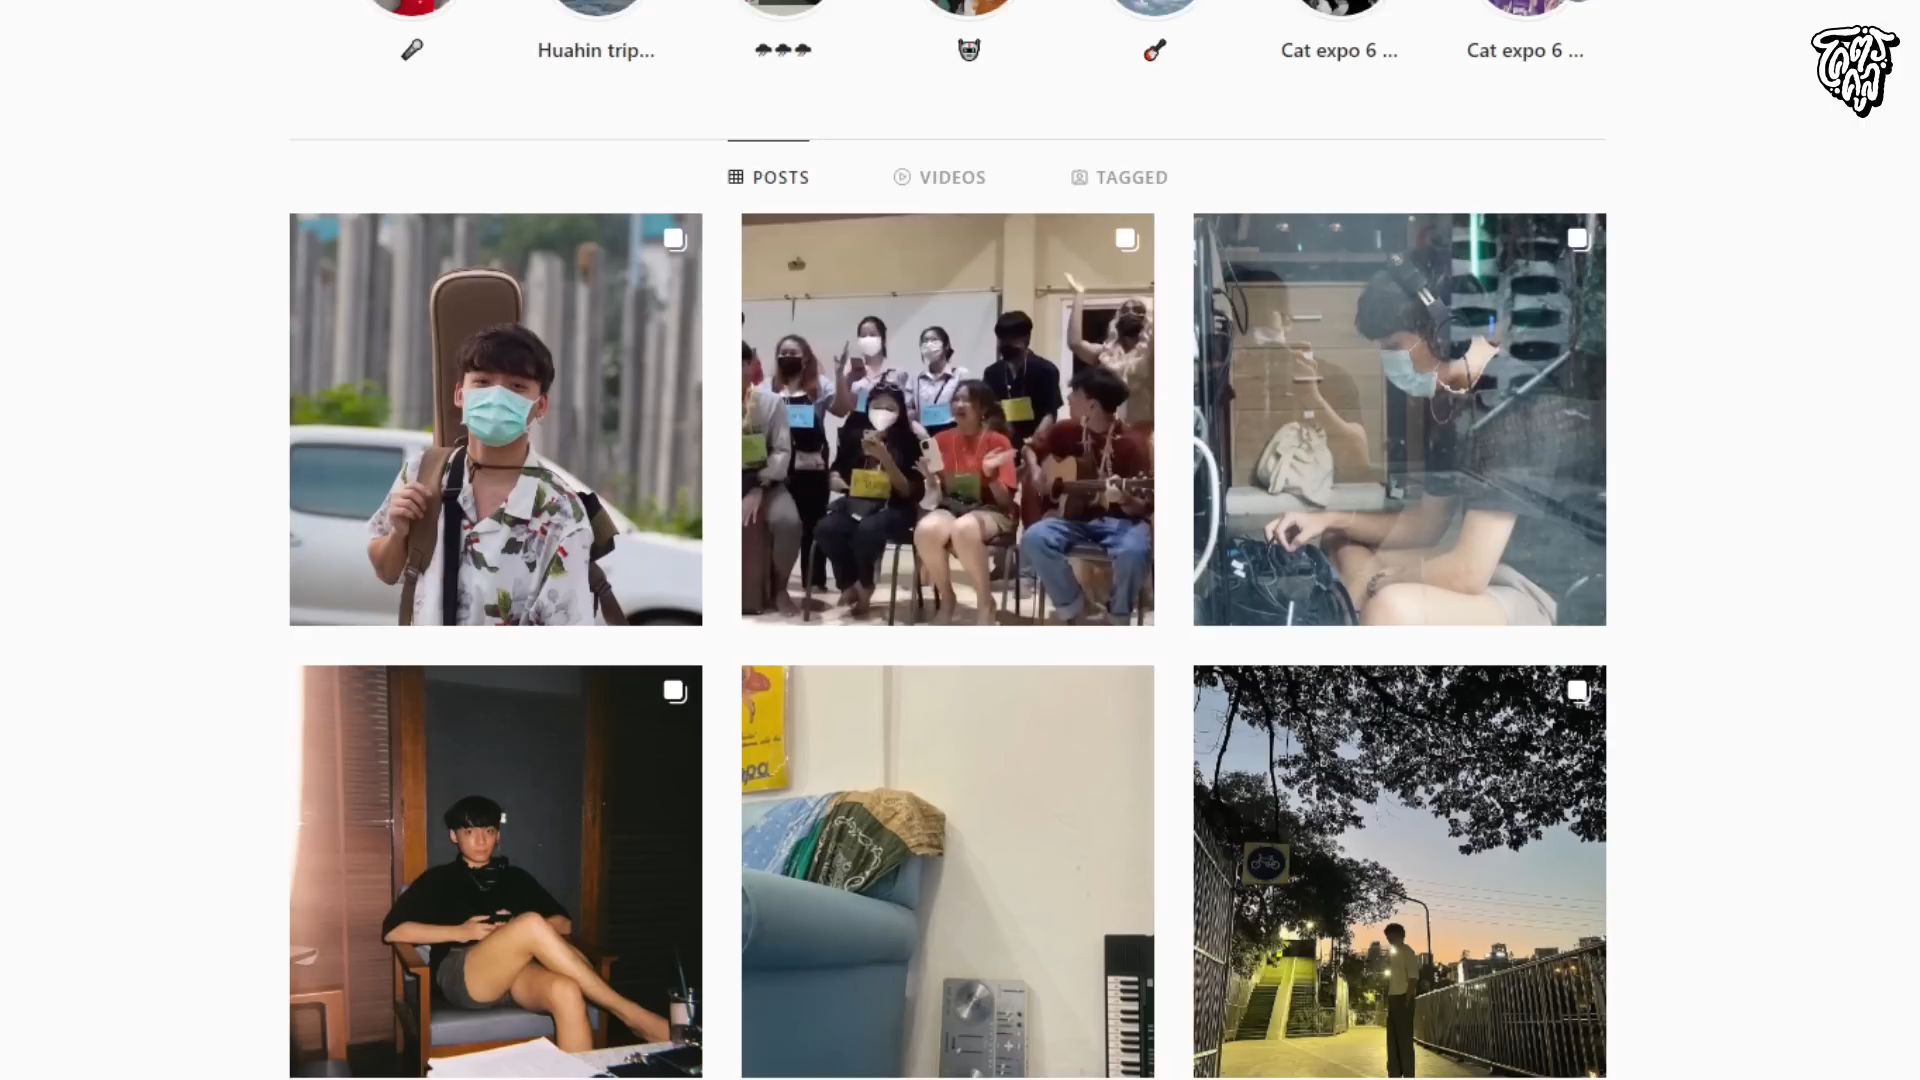 Huahin trip...
Cat expo 6 ...
Cat expo 6 ...
POSTS
VIDEOS
TAGGED